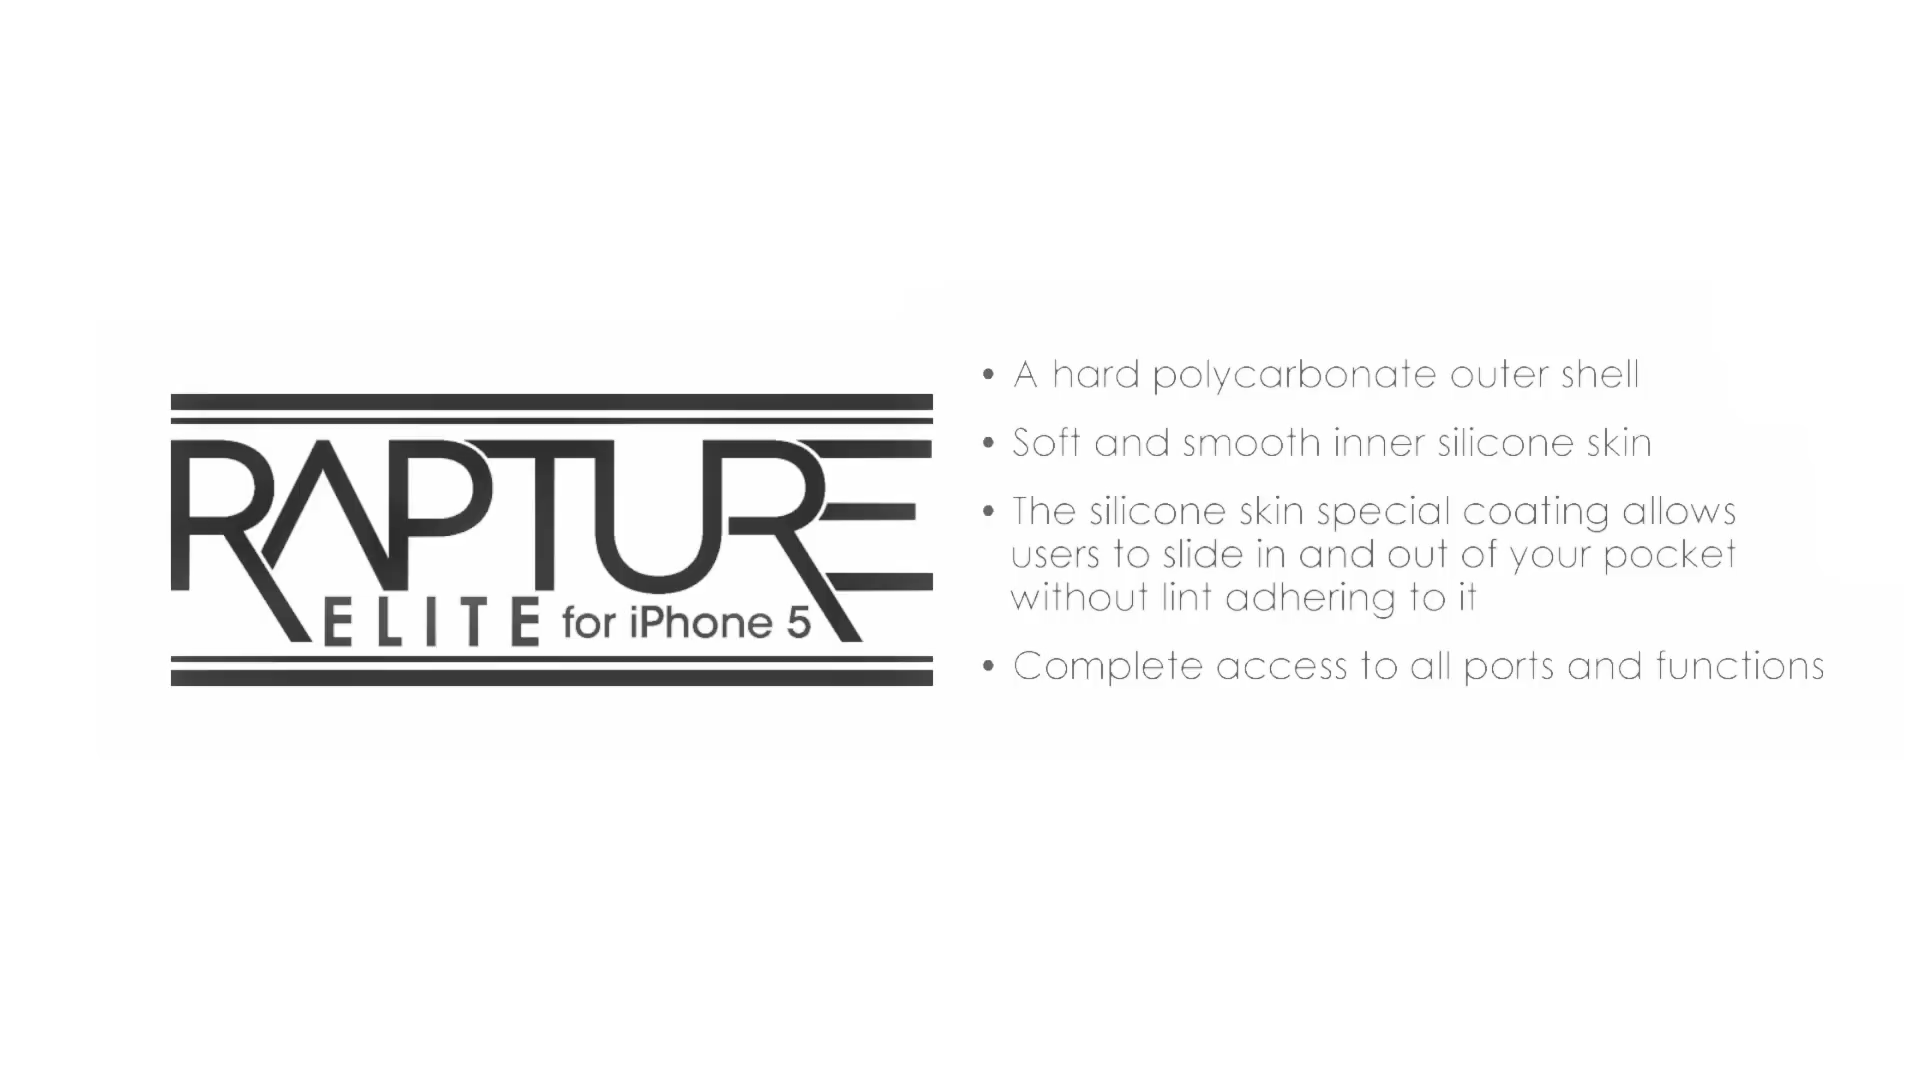 RAPTURE
ELITE for iPhone 5
• A hard polycarbonate outer shell
• Soft and smooth inner silicone skin
• The silicone skin special coating allows
users to slide in and out of your pocket
without lint adhering to it
• Complete access to all ports and functions